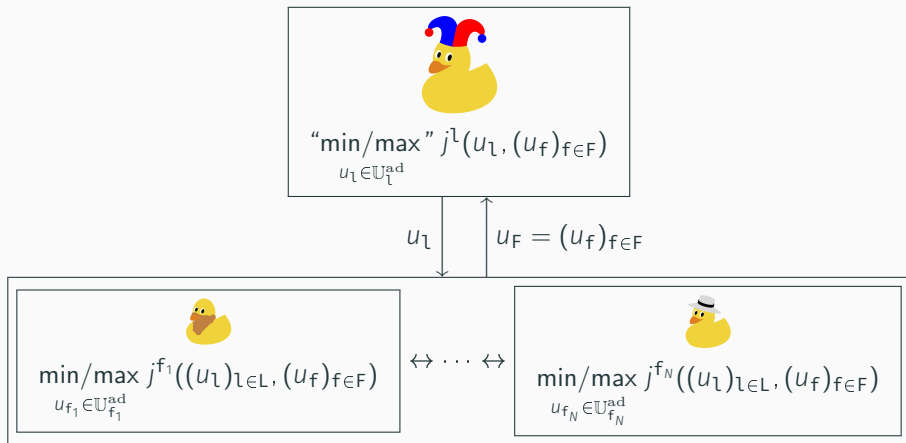 “min/max” j^l(u_l, (u_f)_{f∈F})
u_l∈𝕌_l^ad
u_l
u_F = (u_f)_{f∈F}
min/max j^{f_1}((u_l)_{l∈L}, (u_f)_{f∈F})
u_{f_1}∈𝕌_{f_1}^ad
↔ ⋯ ↔
min/max j^{f_N}((u_l)_{l∈L}, (u_f)_{f∈F})
u_{f_N}∈𝕌_{f_N}^ad